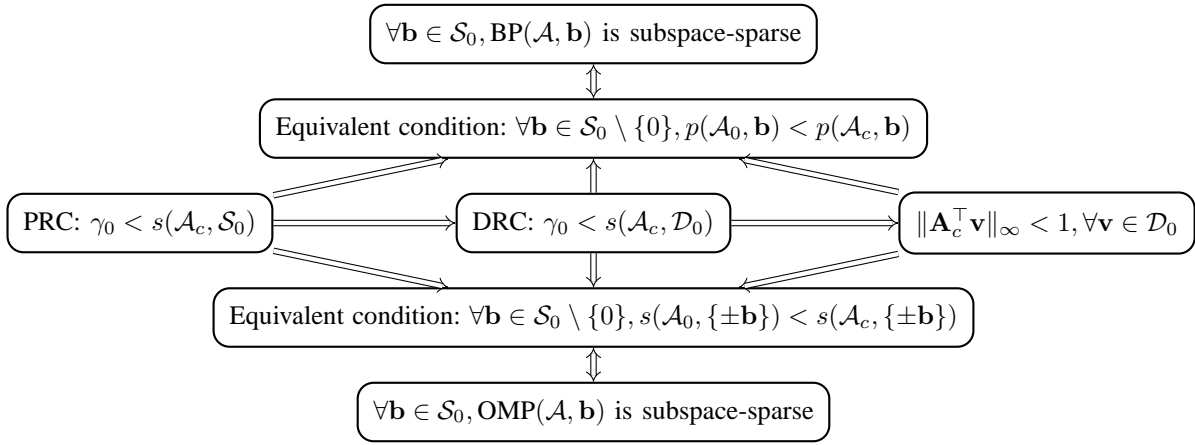 ∀b ∈ 𝒮₀, BP(𝒜, b) is subspace-sparse
Equivalent condition: ∀b ∈ 𝒮₀ \ {0}, p(𝒜₀, b) < p(𝒜_c, b)
PRC: γ₀ < s(𝒜_c, 𝒮₀)
DRC: γ₀ < s(𝒜_c, 𝒟₀)
‖A_c^⊤ v‖_∞ < 1, ∀v ∈ 𝒟₀
Equivalent condition: ∀b ∈ 𝒮₀ \ {0}, s(𝒜₀, {±b}) < s(𝒜_c, {±b})
∀b ∈ 𝒮₀, OMP(𝒜, b) is subspace-sparse